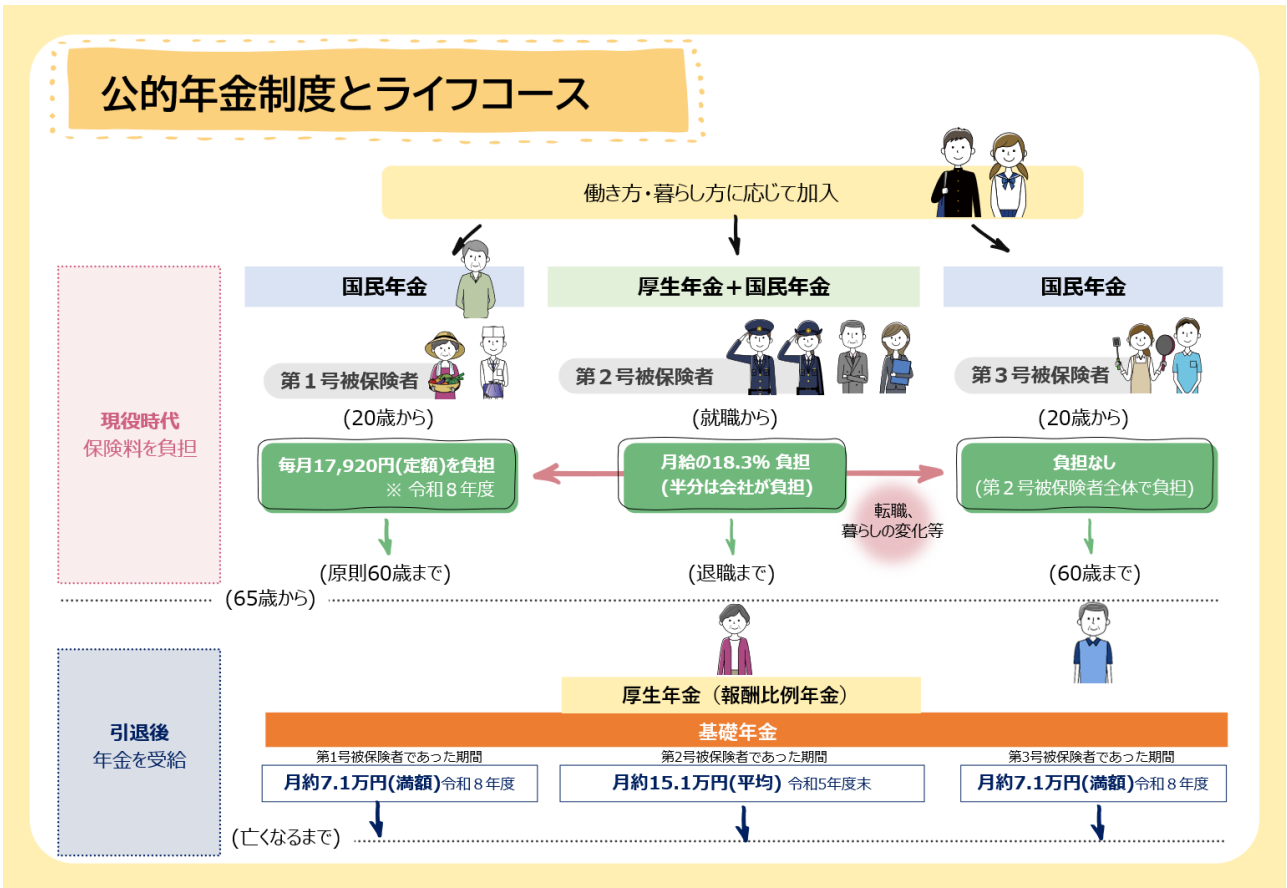 公的年金制度とライフコース
働き方・暮らし方に応じて加入
国民年金
厚生年金＋国民年金
国民年金
第１号被保険者
第２号被保険者
第３号被保険者
(20歳から)
(就職から)
(20歳から)
現役時代
保険料を負担
毎月17,920円(定額)を負担
※ 令和８年度
月給の18.3% 負担
(半分は会社が負担)
負担なし
(第２号被保険者全体で負担)
転職、
暮らしの変化等
(原則60歳まで)
(退職まで)
(60歳まで)
(65歳から)
引退後
年金を受給
厚生年金（報酬比例年金）
基礎年金
第1号被保険者であった期間
第2号被保険者であった期間
第3号被保険者であった期間
月約7.1万円(満額)令和８年度
月約15.1万円(平均) 令和5年度末
月約7.1万円(満額)令和８年度
(亡くなるまで)